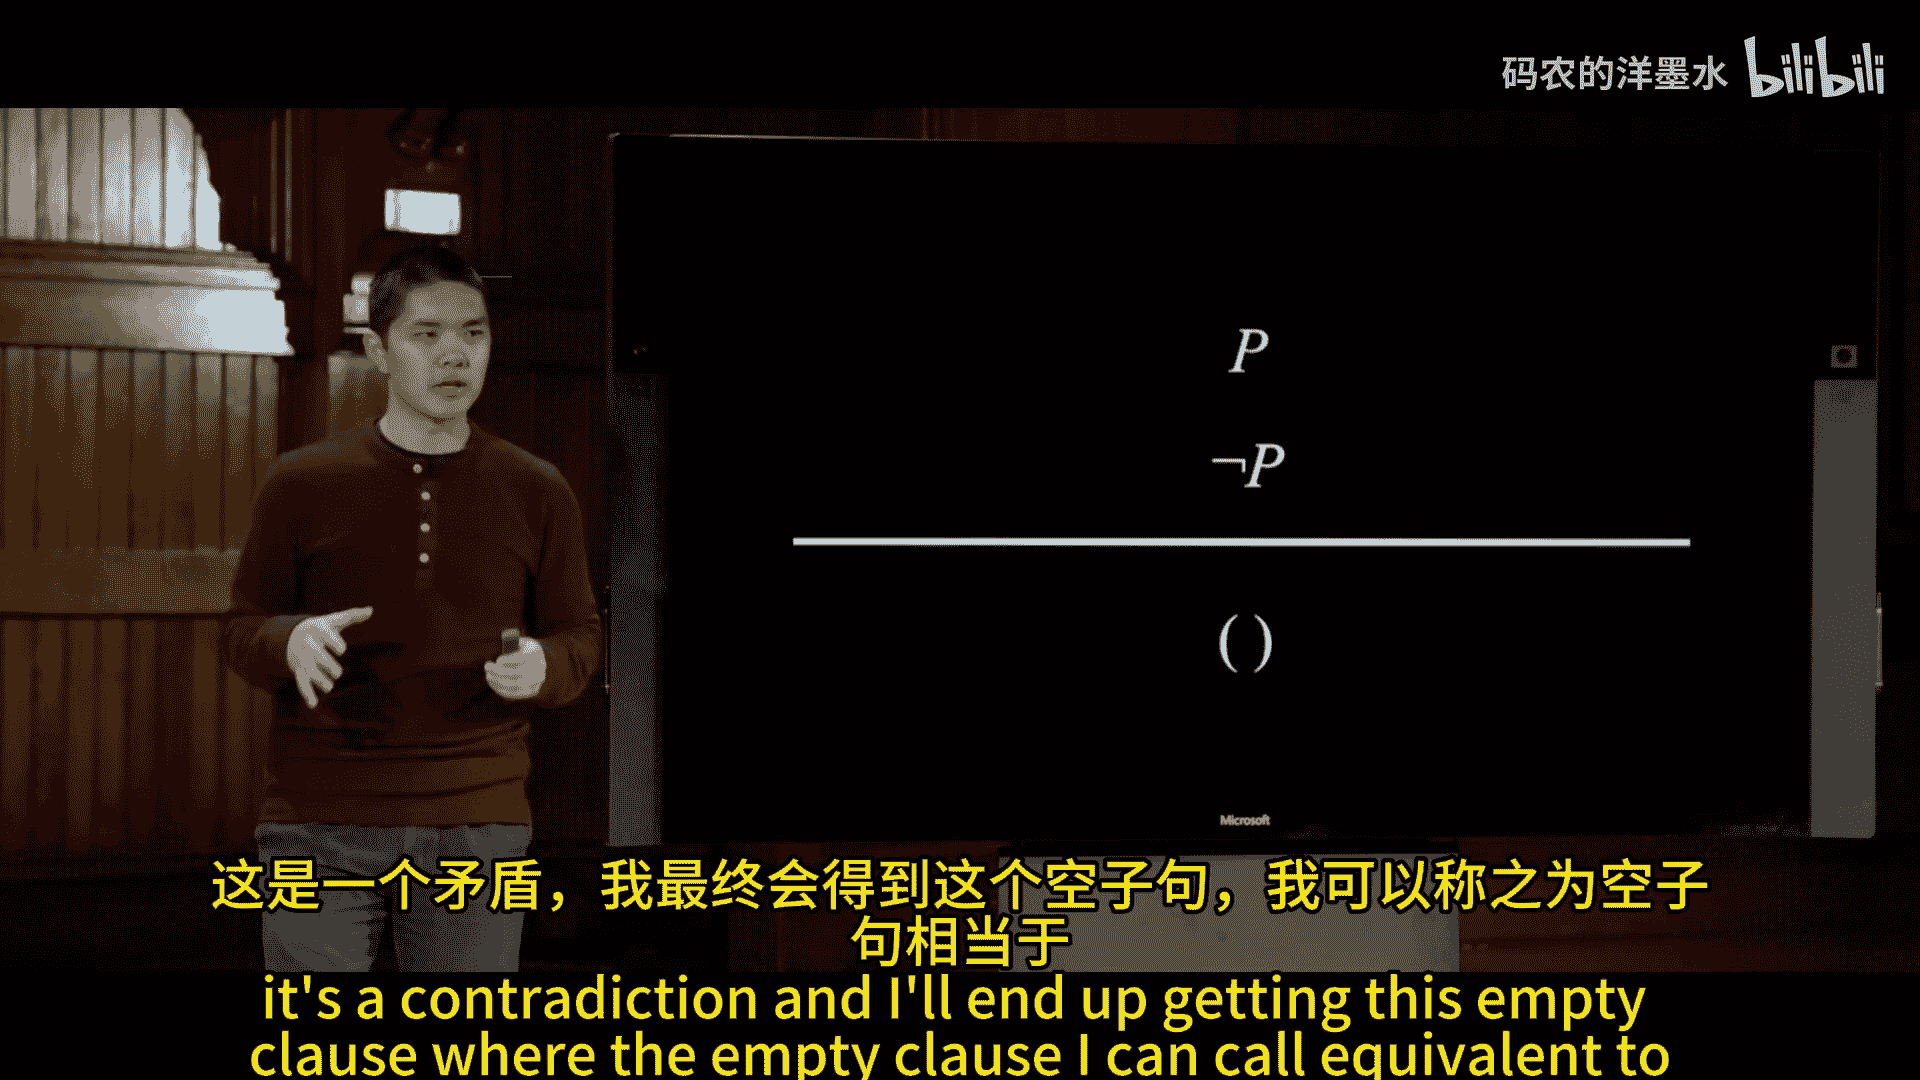 码农的洋墨水 bilibili
P
¬P
()
Microsoft
这是一个矛盾，我最终会得到这个空子句，我可以称之为空子
句相当于
it's a contradiction and I'll end up getting this empty
clause where the empty clause I can call equivalent to